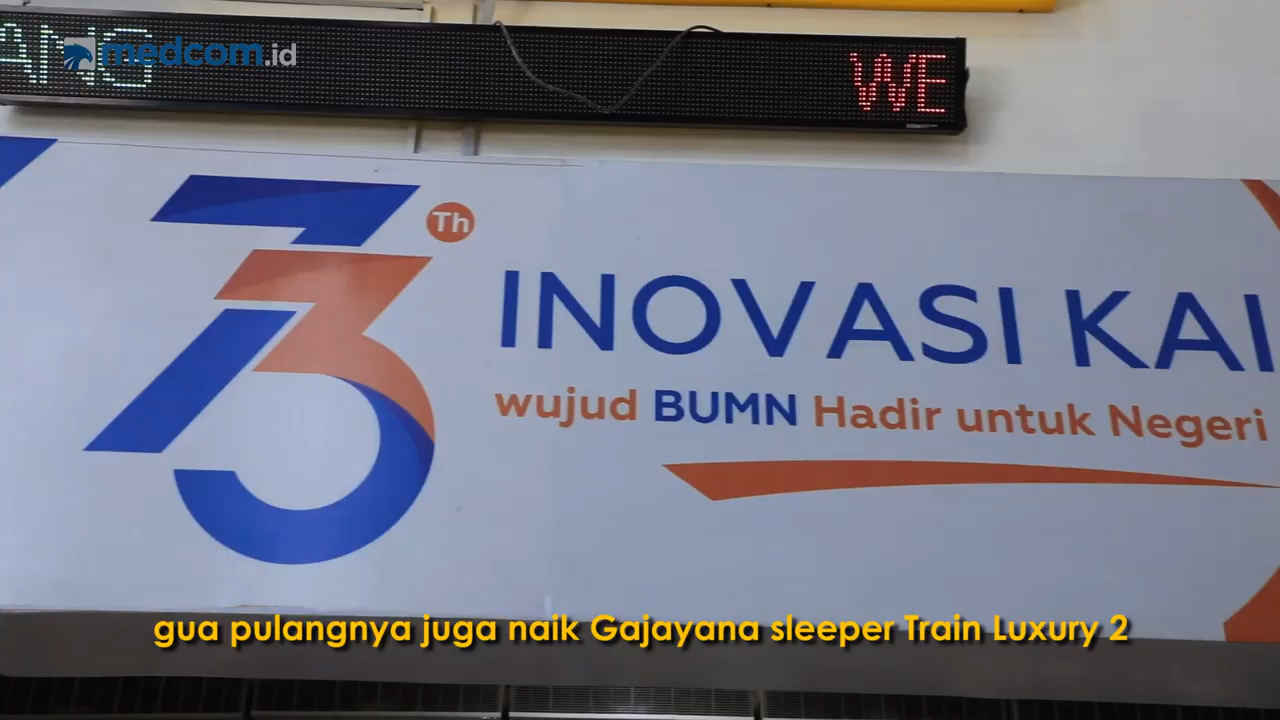 ANG
medcom.id
WE
73 Th
INOVASI KAI
wujud BUMN Hadir untuk Negeri
gua pulangnya juga naik Gajayana sleeper Train Luxury 2